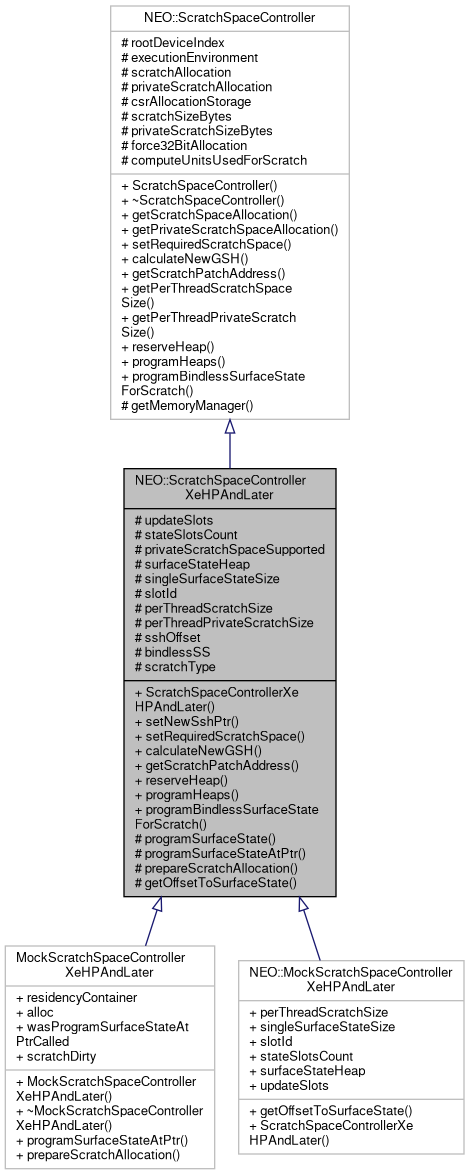 NEO::ScratchSpaceController
# rootDeviceIndex
# executionEnvironment
# scratchAllocation
# privateScratchAllocation
# csrAllocationStorage
# scratchSizeBytes
# privateScratchSizeBytes
# force32BitAllocation
# computeUnitsUsedForScratch
+ ScratchSpaceController()
+ ~ScratchSpaceController()
+ getScratchSpaceAllocation()
+ getPrivateScratchSpaceAllocation()
+ setRequiredScratchSpace()
+ calculateNewGSH()
+ getScratchPatchAddress()
+ getPerThreadScratchSpace
Size()
+ getPerThreadPrivateScratch
Size()
+ reserveHeap()
+ programHeaps()
+ programBindlessSurfaceState
ForScratch()
# getMemoryManager()
NEO::ScratchSpaceController
XeHPAndLater
# updateSlots
# stateSlotsCount
# privateScratchSpaceSupported
# surfaceStateHeap
# singleSurfaceStateSize
# slotId
# perThreadScratchSize
# perThreadPrivateScratchSize
# sshOffset
# bindlessSS
# scratchType
+ ScratchSpaceControllerXe
HPAndLater()
+ setNewSshPtr()
+ setRequiredScratchSpace()
+ calculateNewGSH()
+ getScratchPatchAddress()
+ reserveHeap()
+ programHeaps()
+ programBindlessSurfaceState
ForScratch()
# programSurfaceState()
# programSurfaceStateAtPtr()
# prepareScratchAllocation()
# getOffsetToSurfaceState()
MockScratchSpaceController
XeHPAndLater
+ residencyContainer
+ alloc
+ wasProgramSurfaceStateAt
PtrCalled
+ scratchDirty
+ MockScratchSpaceController
XeHPAndLater()
+ ~MockScratchSpaceController
XeHPAndLater()
+ programSurfaceStateAtPtr()
+ prepareScratchAllocation()
NEO::MockScratchSpaceController
XeHPAndLater
+ perThreadScratchSize
+ singleSurfaceStateSize
+ slotId
+ stateSlotsCount
+ surfaceStateHeap
+ updateSlots
+ getOffsetToSurfaceState()
+ ScratchSpaceControllerXe
HPAndLater()